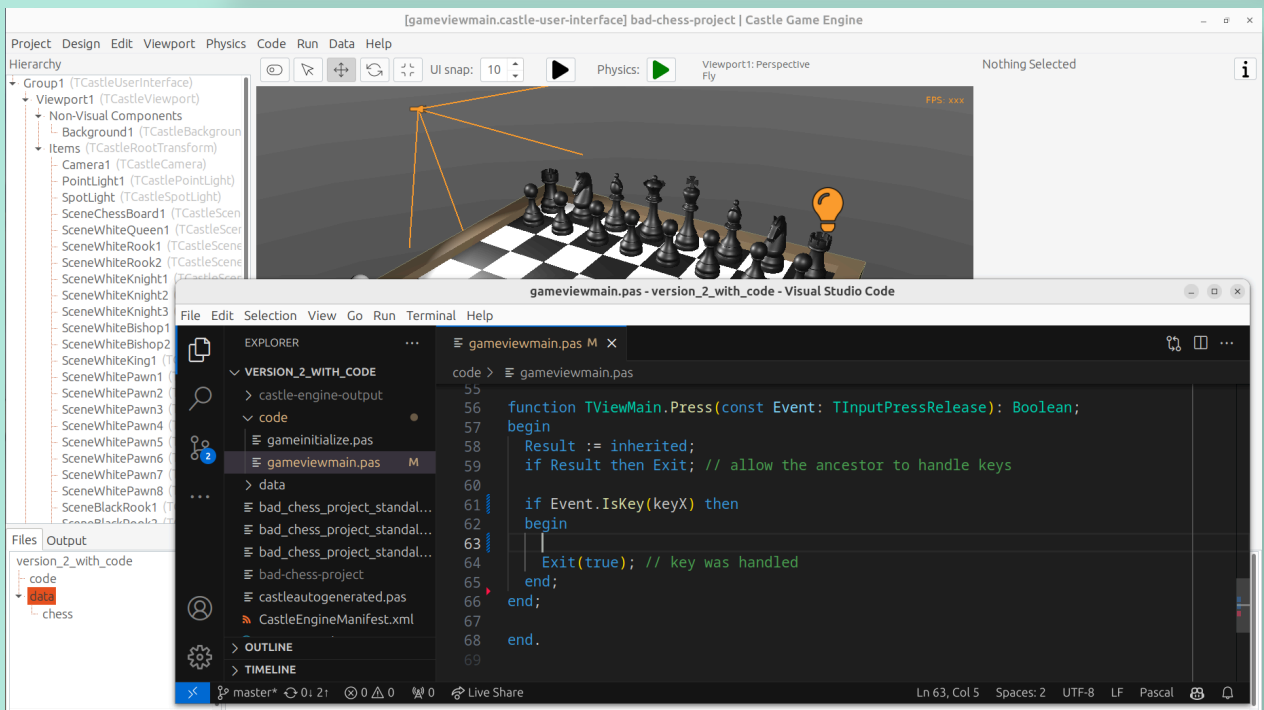 [gameviewmain.castle-user-interface] bad-chess-project | Castle Game Engine
Project Design Edit Viewport Physics Code Run Data Help
Hierarchy
UI snap: 10
Physics:
Viewport1: Perspective
Fly
Nothing Selected
i
Group1 (TCastleUserInterface)
Viewport1 (TCastleViewport)
Non-Visual Components
Background1 (TCastleBackgroun
Items (TCastleRootTransform)
Camera1 (TCastleCamera)
PointLight1 (TCastlePointLight)
SpotLight (TCastleSpotLight)
SceneChessBoard1 (TCastleScen
SceneWhiteQueen1 (TCastleScer
SceneWhiteRook1 (TCastleScene
SceneWhiteRook2 (TCastleScene
SceneWhiteKnight1 (TCastleScene
SceneWhiteKnight2
SceneWhiteKnight3
SceneWhiteBishop1
SceneWhiteBishop2
SceneWhiteKing1 (T
SceneWhitePawn1 (
SceneWhitePawn2 (
SceneWhitePawn3 (
SceneWhitePawn4 (
SceneWhitePawn5 (
SceneWhitePawn6 (
SceneWhitePawn7 (
SceneWhitePawn8 (
SceneBlackRook1 (T
SceneBlackRook2 (T
FPS: xxx
Files Output
version_2_with_code
code
data
chess
gameviewmain.pas - version_2_with_code - Visual Studio Code
File Edit Selection View Go Run Terminal Help
EXPLORER ...
VERSION_2_WITH_CODE
castle-engine-output
code
gameinitialize.pas
gameviewmain.pas M
data
bad_chess_project_standal...
bad_chess_project_standal...
bad_chess_project_standal...
bad-chess-project
castleautogenerated.pas
CastleEngineManifest.xml
OUTLINE
TIMELINE
2
gameviewmain.pas M
code > gameviewmain.pas
55
56 function TViewMain.Press(const Event: TInputPressRelease): Boolean;
57 begin
58 Result := inherited;
59 if Result then Exit; // allow the ancestor to handle keys
60
61 if Event.IsKey(keyX) then
62 begin
63
64 Exit(true); // key was handled
65 end;
66 end;
67
68 end.
69
master* 0↓ 2↑ 0 0 0 Live Share
Ln 63, Col 5 Spaces: 2 UTF-8 LF Pascal